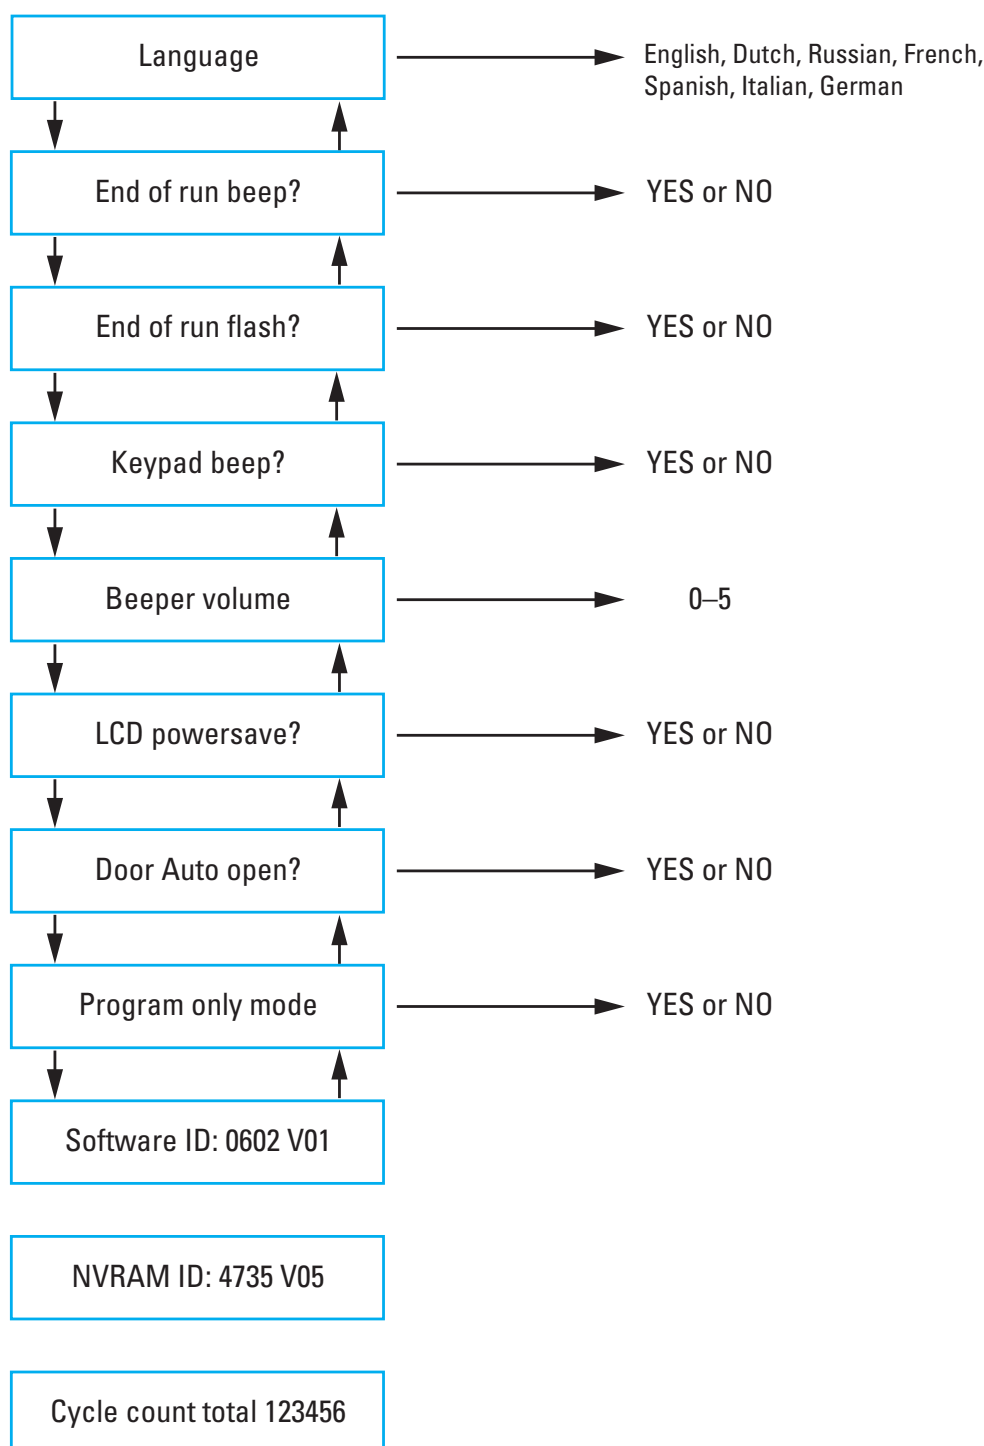 Language
English, Dutch, Russian, French,
Spanish, Italian, German
End of run beep?
YES or NO
End of run flash?
YES or NO
Keypad beep?
YES or NO
Beeper volume
0–5
LCD powersave?
YES or NO
Door Auto open?
YES or NO
Program only mode
YES or NO
Software ID: 0602 V01
NVRAM ID: 4735 V05
Cycle count total 123456